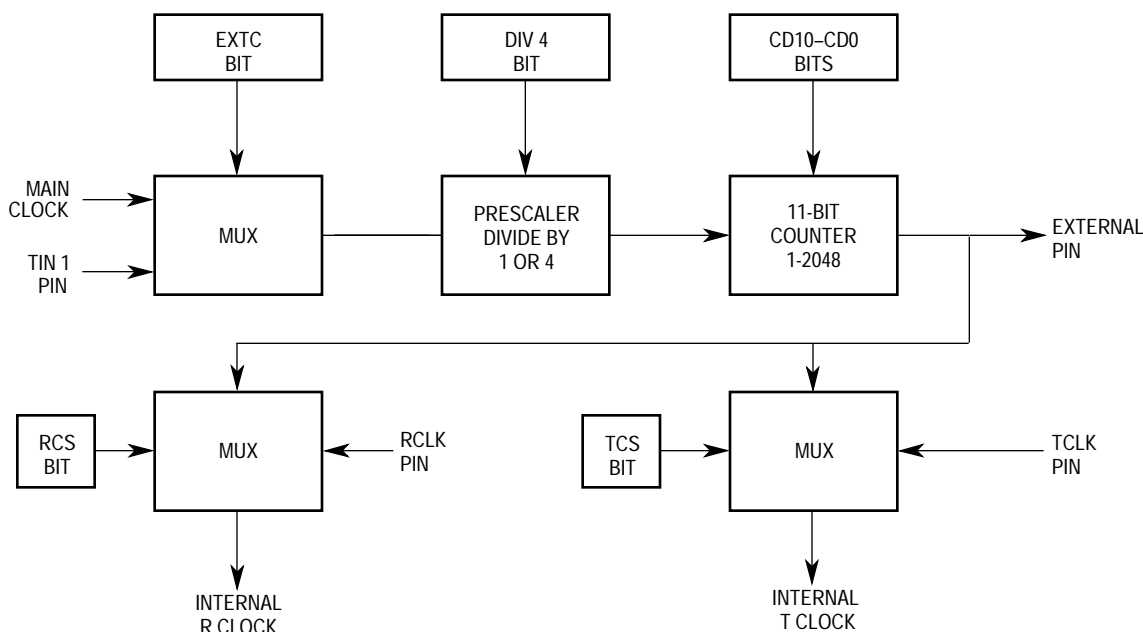 EXTC
BIT
DIV 4
BIT
CD10–CD0
BITS
MAIN
CLOCK
TIN 1
PIN
MUX
PRESCALER
DIVIDE BY
1 OR 4
11-BIT
COUNTER
1-2048
EXTERNAL
PIN
RCS
BIT
MUX
RCLK
PIN
TCS
BIT
MUX
TCLK
PIN
INTERNAL
R CLOCK
INTERNAL
T CLOCK